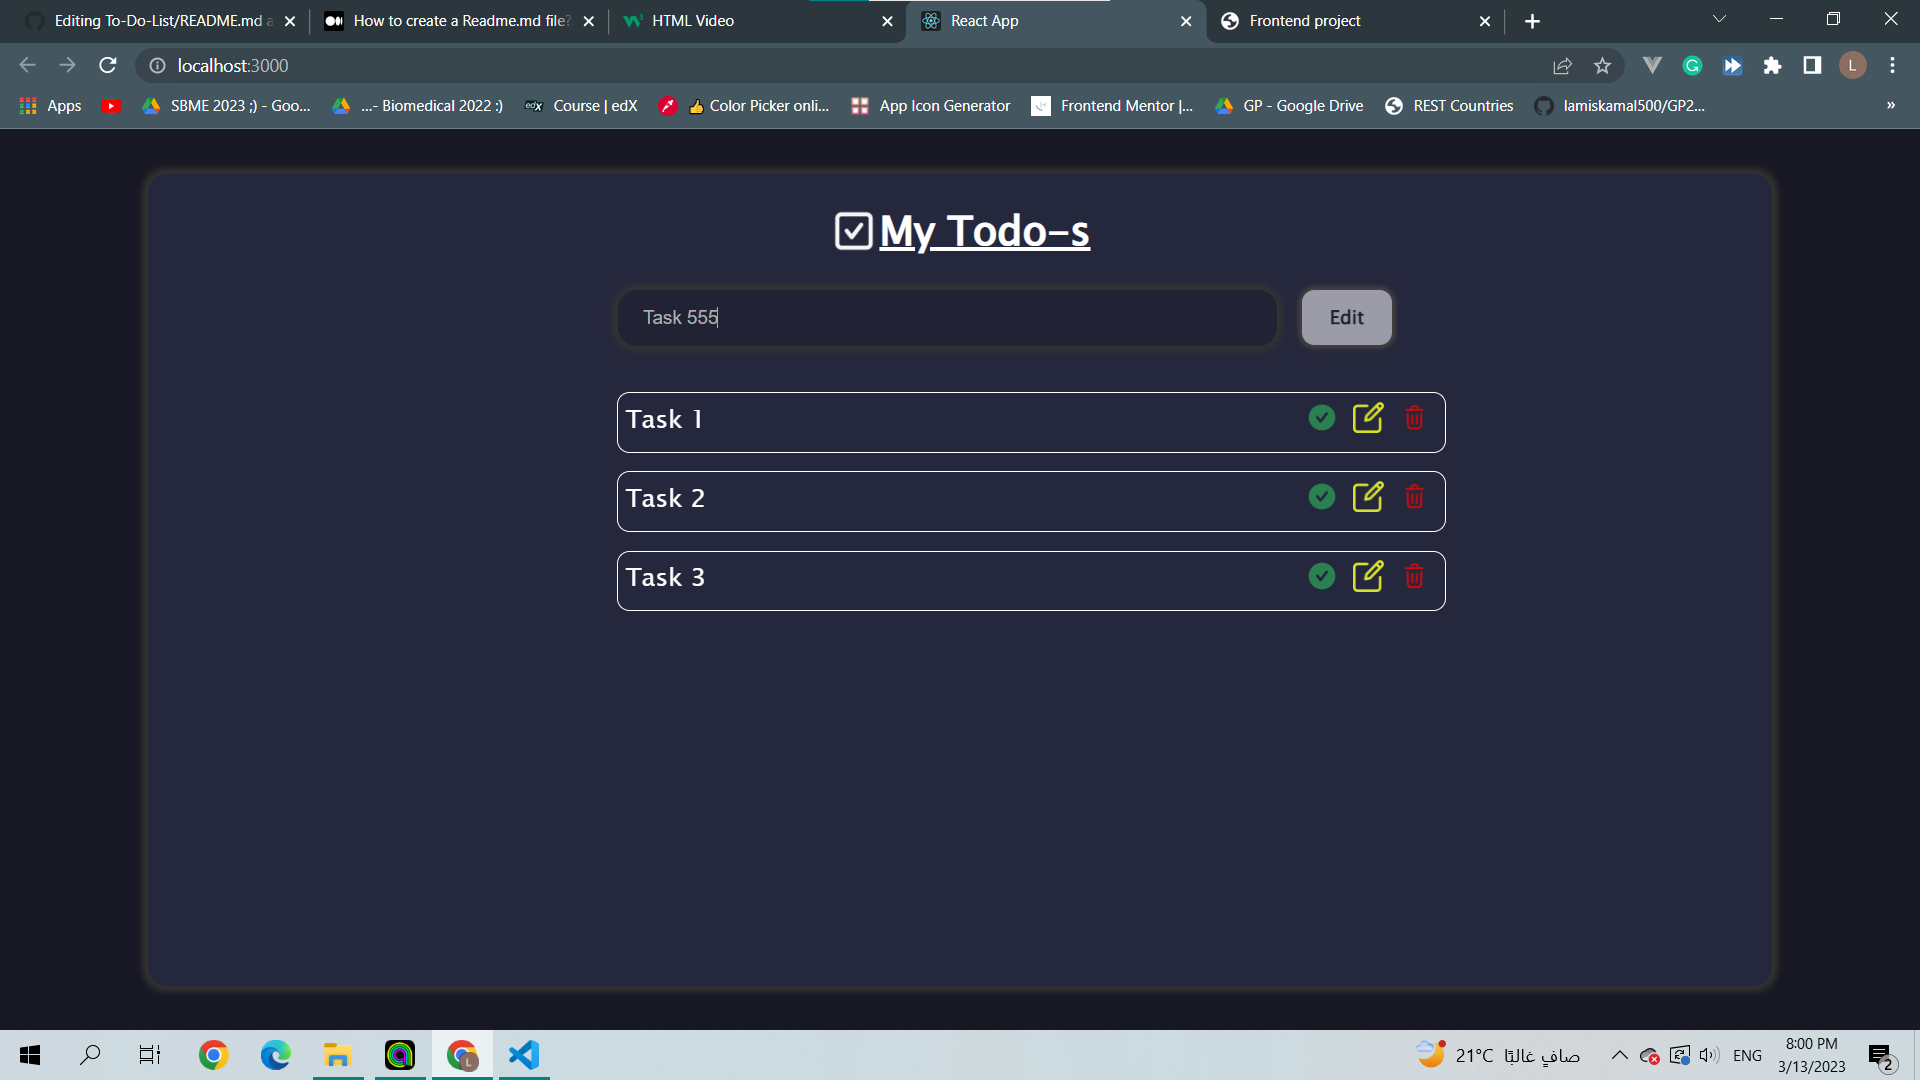 Editing To-Do-List/README.md a
How to create a Readme.md file?
HTML Video
React App
Frontend project
localhost:3000
L
Apps
SBME 2023 ;) - Goo...
...- Biomedical 2022 :)
edX
Course | edX
Color Picker onli...
App Icon Generator
Frontend Mentor |...
GP - Google Drive
REST Countries
lamiskamal500/GP2...
»
My Todo-s
Task 555
Edit
Task 1
Task 2
Task 3
L
21°C صافٍ غالبًا
ENG
8:00 PM
3/13/2023
2